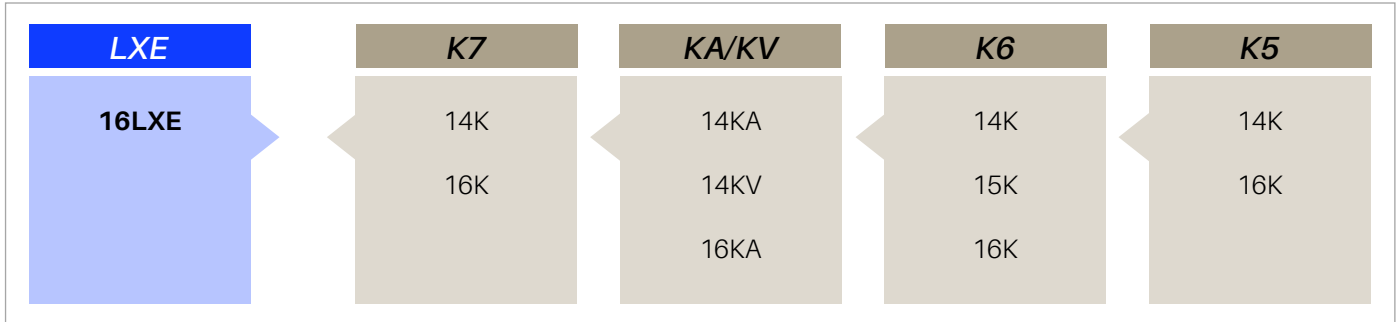 LXE K7 KA/KV K6 K5
16LXE 14K 14KA 14K 14K
16K 14KV 15K 16K
16KA 16K